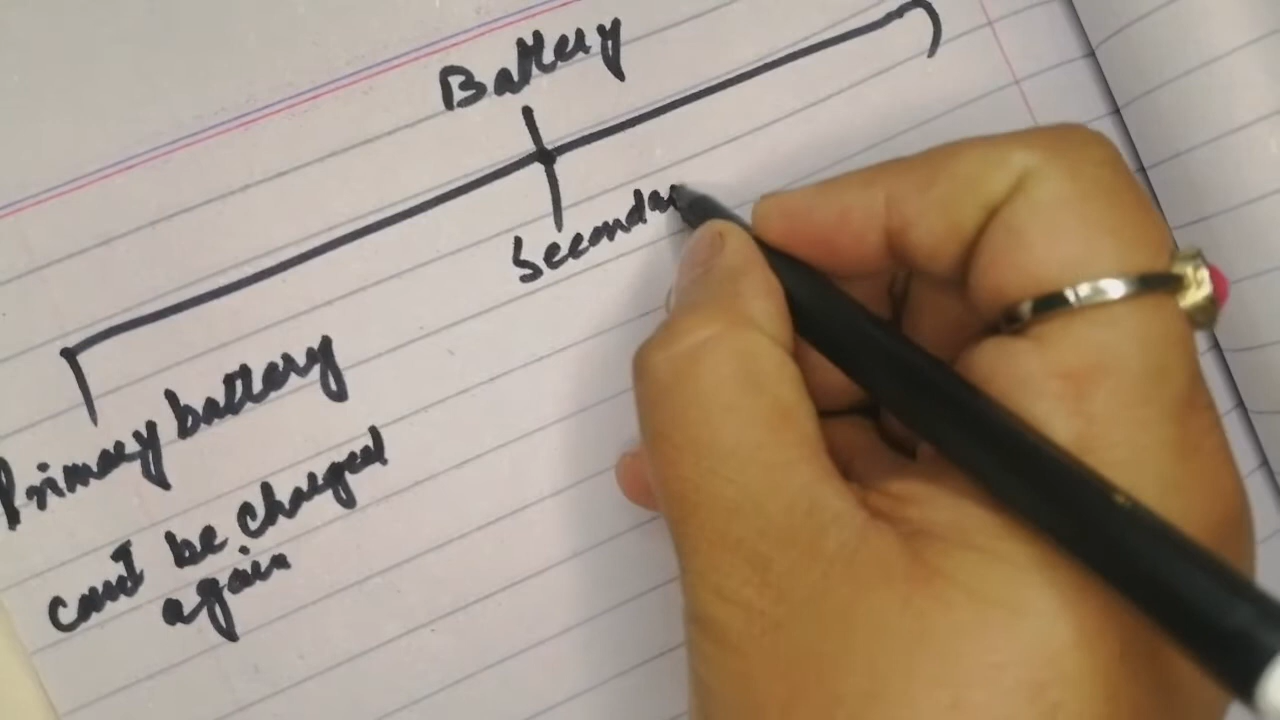 Battery
Secondar
Primary battery
can't be charged
again